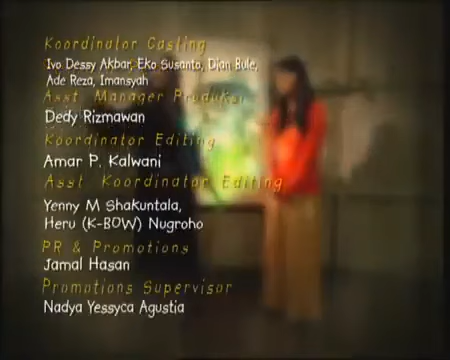 Koordinator Casting
Ivo Dessy Akbar, Eko Susanto, Dian Bule,
Ade Reza, Imansyah
Asst Manager Produksi
Dedy Rizmawan
Koordinator Editing
Amar P. Kalwani
Asst Koordinator Editing
Yenny M Shakuntala,
Heru (K-BOW) Nugroho
PR & Promotions
Jamal Hasan
Promotions Supervisor
Nadya Yessyca Agustia